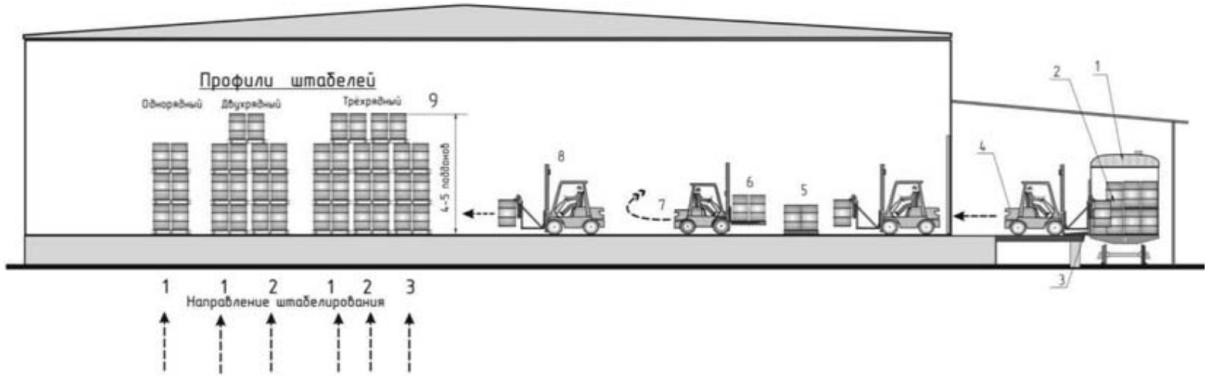 Профили штабелей
Однорядный Двухрядный Трёхрядный 9
4-5 поддонов
8
7
6
5
4
2
1
3
1 1 2 1 2 3
Направление штабелирования